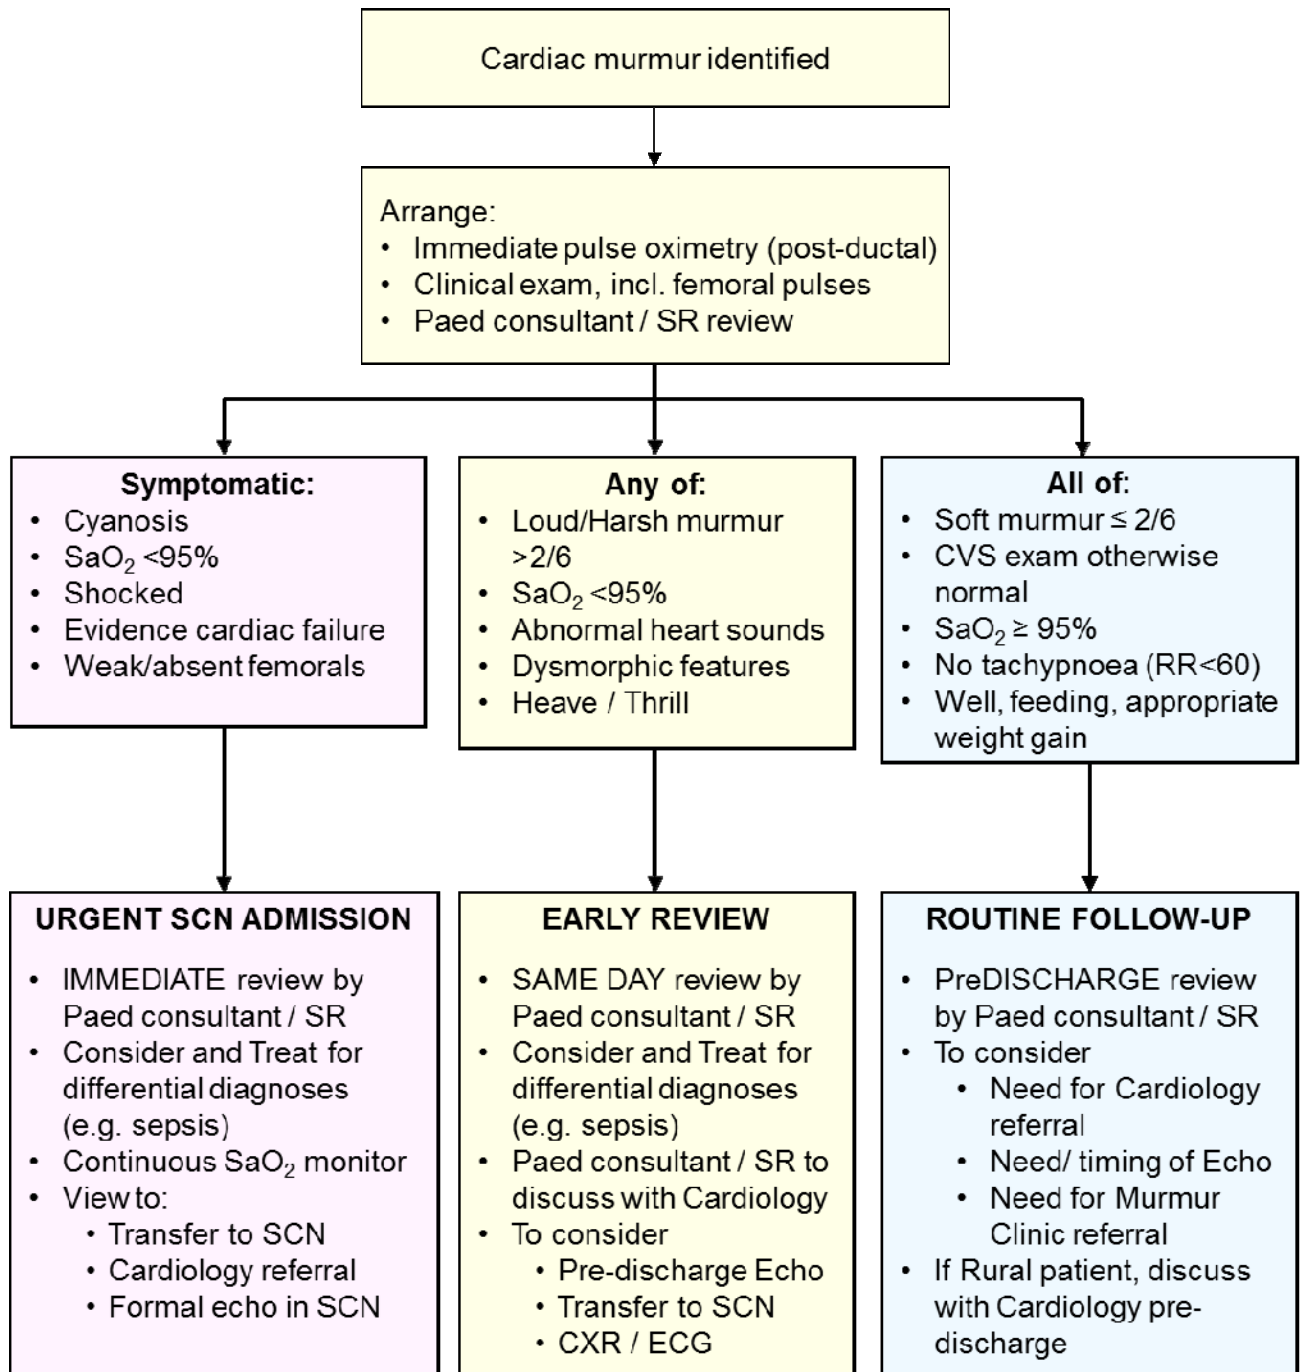 Cardiac murmur identified
Arrange:
• Immediate pulse oximetry (post-ductal)
• Clinical exam, incl. femoral pulses
• Paed consultant / SR review
Symptomatic:
• Cyanosis
• SaO2 <95%
• Shocked
• Evidence cardiac failure
• Weak/absent femorals
Any of:
• Loud/Harsh murmur
>2/6
• SaO2 <95%
• Abnormal heart sounds
• Dysmorphic features
• Heave / Thrill
All of:
• Soft murmur ≤ 2/6
• CVS exam otherwise
normal
• SaO2 ≥ 95%
• No tachypnoea (RR<60)
• Well, feeding, appropriate
weight gain
URGENT SCN ADMISSION
• IMMEDIATE review by
Paed consultant / SR
• Consider and Treat for
differential diagnoses
(e.g. sepsis)
• Continuous SaO2 monitor
• View to:
• Transfer to SCN
• Cardiology referral
• Formal echo in SCN
EARLY REVIEW
• SAME DAY review by
Paed consultant / SR
• Consider and Treat for
differential diagnoses
(e.g. sepsis)
• Paed consultant / SR to
discuss with Cardiology
• To consider
• Pre-discharge Echo
• Transfer to SCN
• CXR / ECG
ROUTINE FOLLOW-UP
• PreDISCHARGE review
by Paed consultant / SR
• To consider
• Need for Cardiology
referral
• Need/ timing of Echo
• Need for Murmur
Clinic referral
• If Rural patient, discuss
with Cardiology pre-
discharge